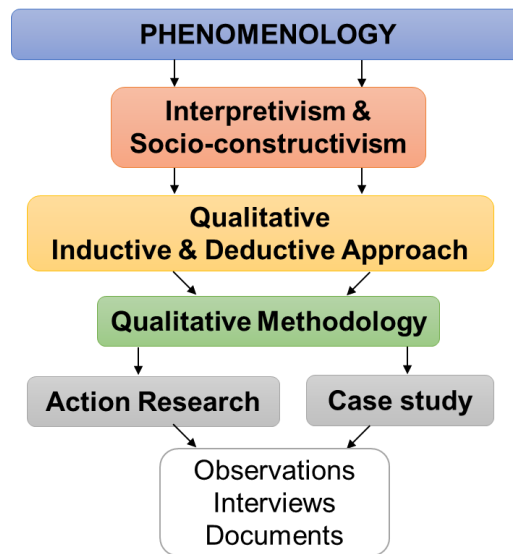 PHENOMENOLOGY
Interpretivism &
Socio-constructivism
Qualitative
Inductive & Deductive Approach
Qualitative Methodology
Action Research
Case study
Observations
Interviews
Documents